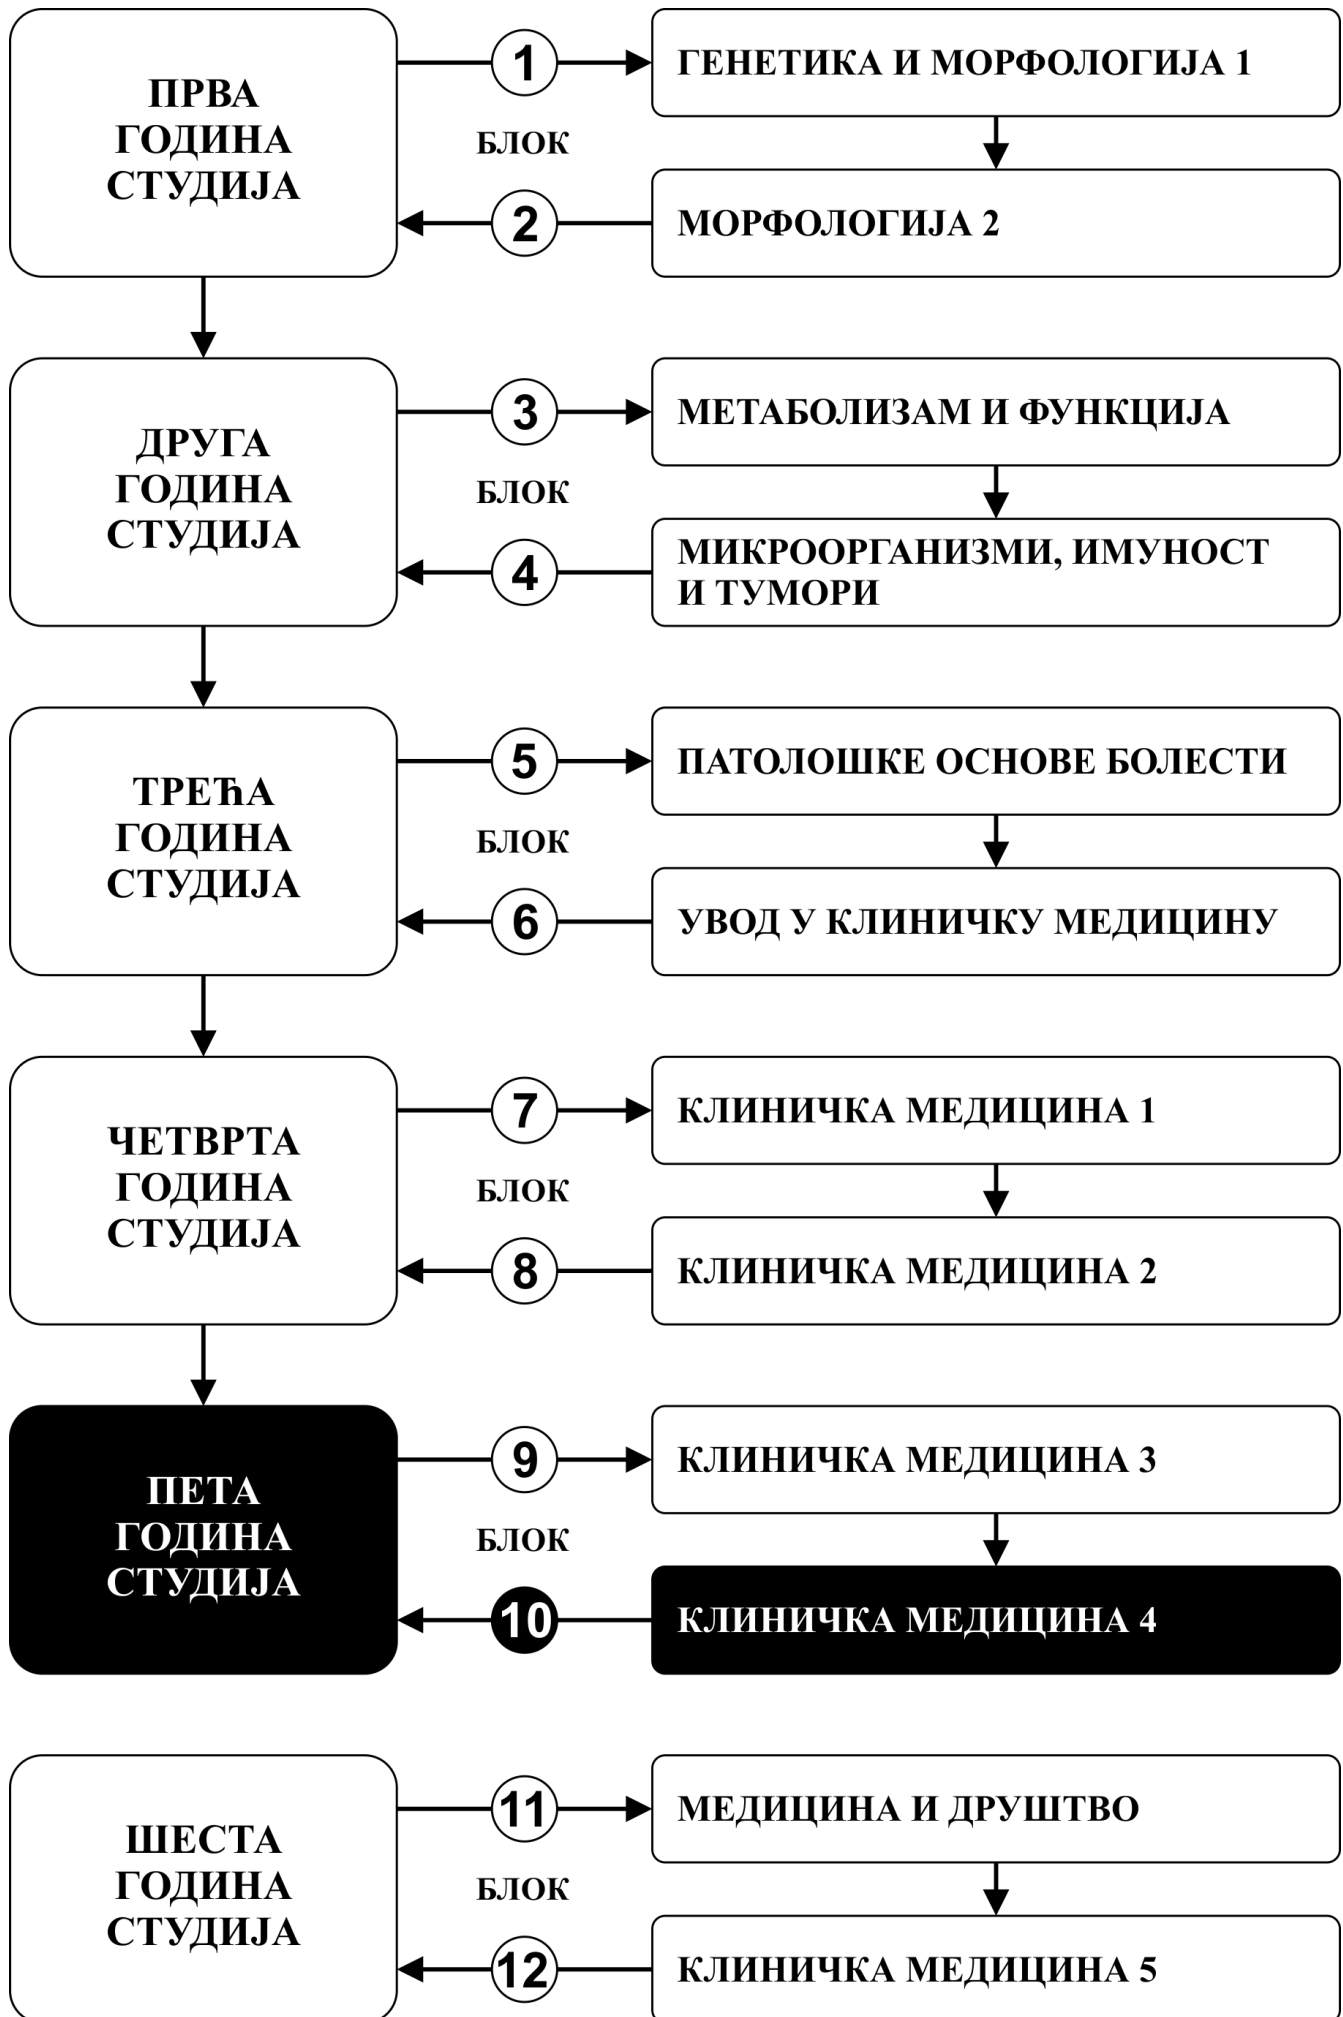 ПРВА
ГОДИНА
СТУДИЈА
1
БЛОК
2
ГЕНЕТИКА И МОРФОЛОГИЈА 1
МОРФОЛОГИЈА 2
ДРУГА
ГОДИНА
СТУДИЈА
3
БЛОК
4
МЕТАБОЛИЗАМ И ФУНКЦИЈА
МИКРООРГАНИЗМИ, ИМУНОСТ
И ТУМОРИ
ТРЕЋА
ГОДИНА
СТУДИЈА
5
БЛОК
6
ПАТОЛОШКЕ ОСНОВЕ БОЛЕСТИ
УВОД У КЛИНИЧКУ МЕДИЦИНУ
ЧЕТВРТА
ГОДИНА
СТУДИЈА
7
БЛОК
8
КЛИНИЧКА МЕДИЦИНА 1
КЛИНИЧКА МЕДИЦИНА 2
ПЕТА
ГОДИНА
СТУДИЈА
9
БЛОК
10
КЛИНИЧКА МЕДИЦИНА 3
КЛИНИЧКА МЕДИЦИНА 4
ШЕСТА
ГОДИНА
СТУДИЈА
11
БЛОК
12
МЕДИЦИНА И ДРУШТВО
КЛИНИЧКА МЕДИЦИНА 5